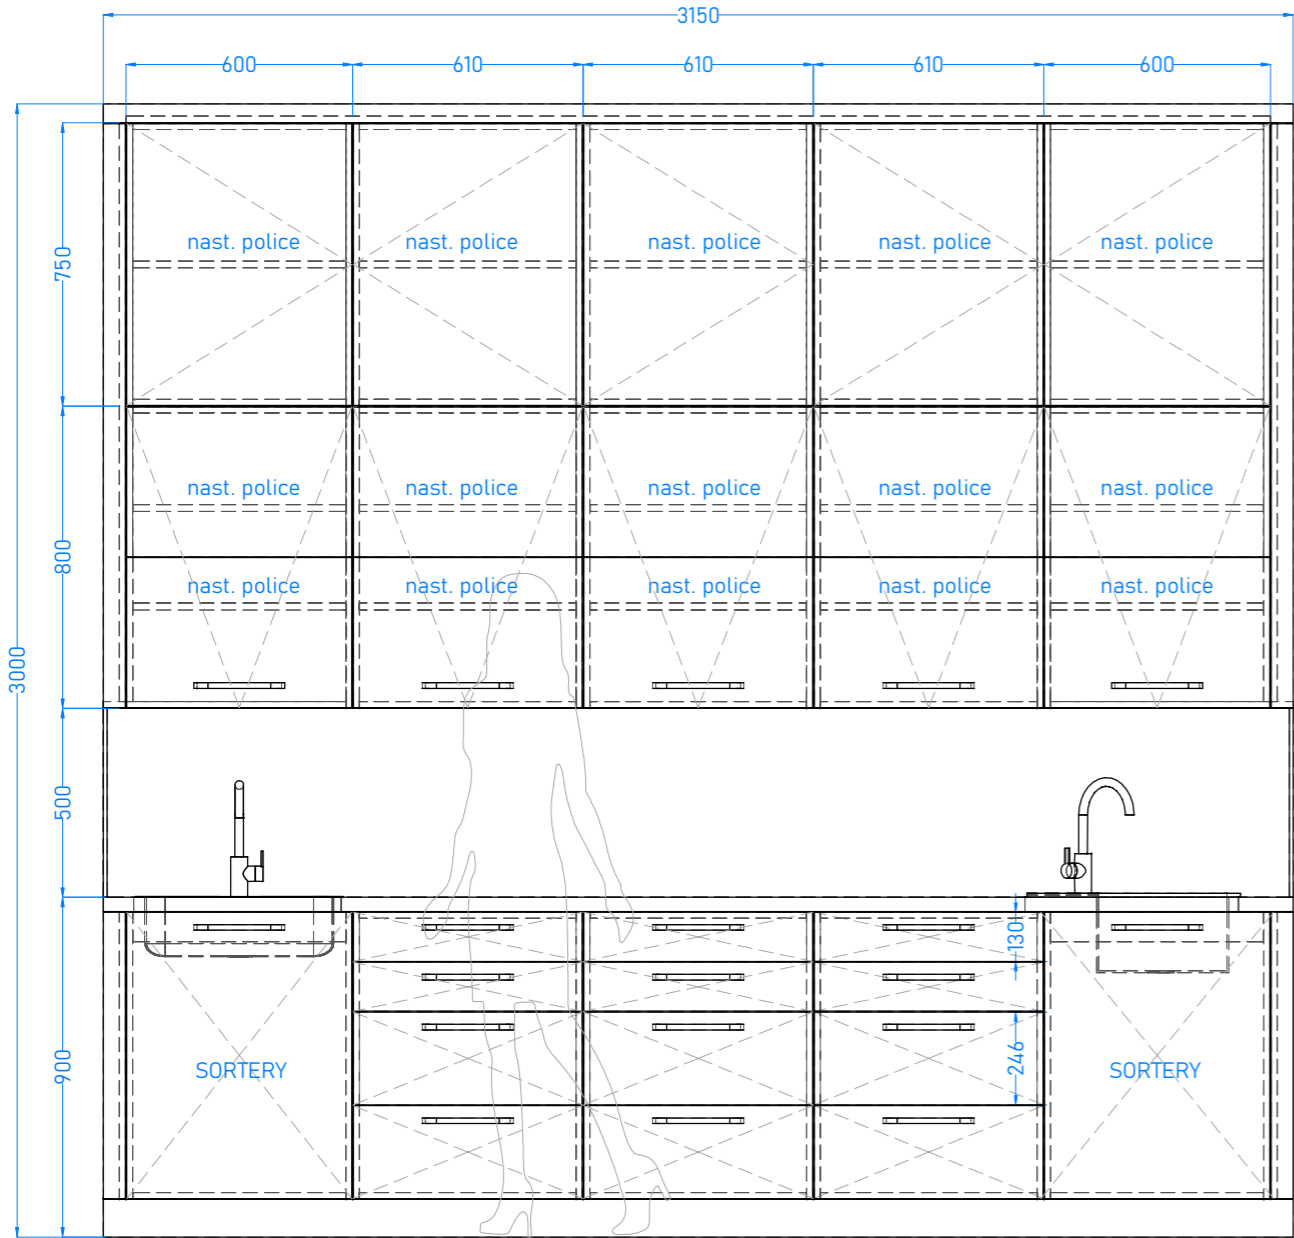 3150
600 610 610 610 600
nast. police nast. police nast. police nast. police nast. police
750
nast. police nast. police nast. police nast. police nast. police
800
nast. police nast. police nast. police nast. police nast. police
3000
500
130
246
900
SORTERY SORTERY